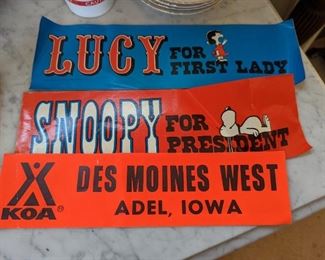 LUCY FOR
FIRST LADY
SNOOPY FOR
PRESIDENT
KOA
DES MOINES WEST
ADEL, IOWA